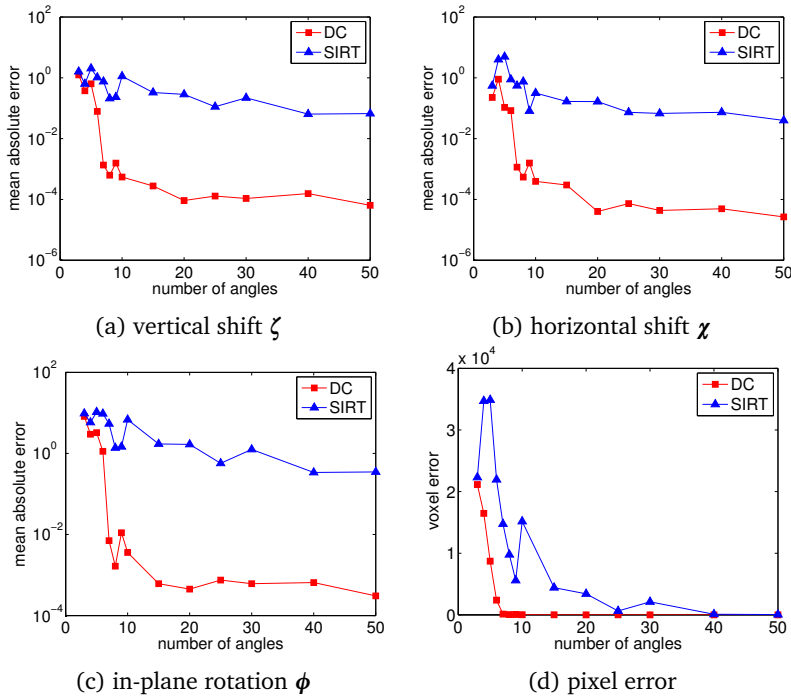 10^2
10^0
10^−2
10^−4
10^−6
mean absolute error
0 10 20 30 40 50
number of angles
DC
SIRT
(a) vertical shift ζ
10^2
10^0
10^−2
10^−4
10^−6
mean absolute error
0 10 20 30 40 50
number of angles
DC
SIRT
(b) horizontal shift χ
10^2
10^0
10^−2
10^−4
mean absolute error
0 10 20 30 40 50
number of angles
DC
SIRT
(c) in-plane rotation ϕ
x 10^4
4
3
2
1
0
voxel error
0 10 20 30 40 50
number of angles
DC
SIRT
(d) pixel error